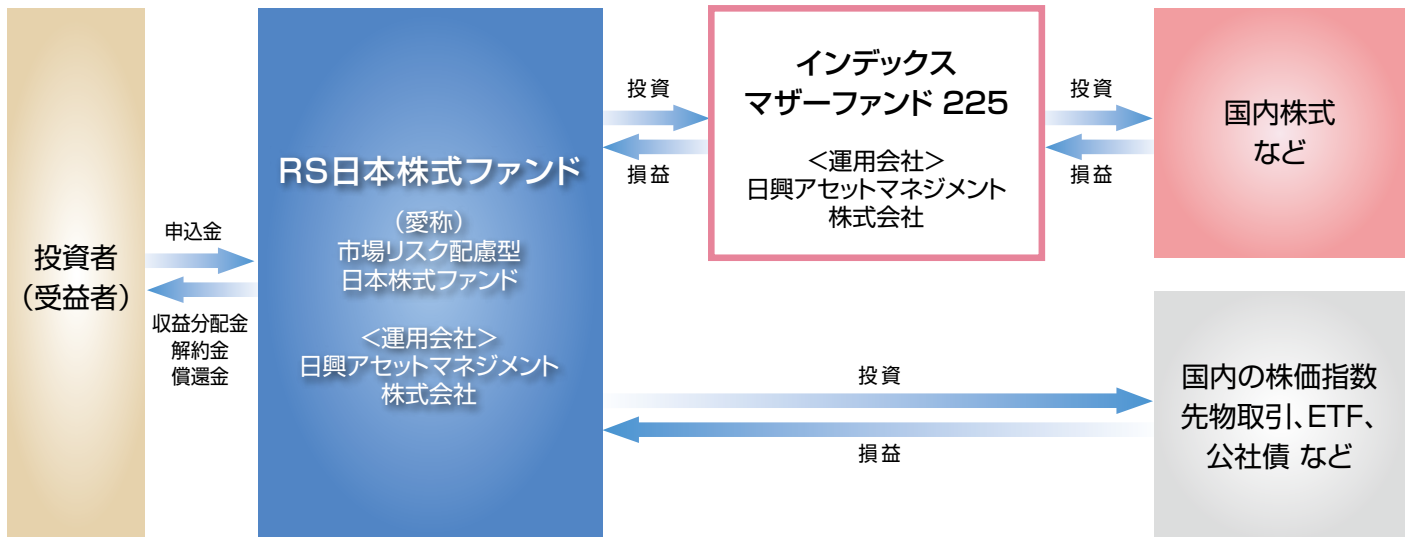 投資者
（受益者）
申込金
収益分配金
解約金
償還金
RS日本株式ファンド
（愛称）
市場リスク配慮型
日本株式ファンド
＜運用会社＞
日興アセットマネジメント
株式会社
投資
損益
インデックス
マザーファンド 225
＜運用会社＞
日興アセットマネジメント
株式会社
投資
損益
国内株式
など
投資
損益
国内の株価指数
先物取引、ETF、
公社債 など